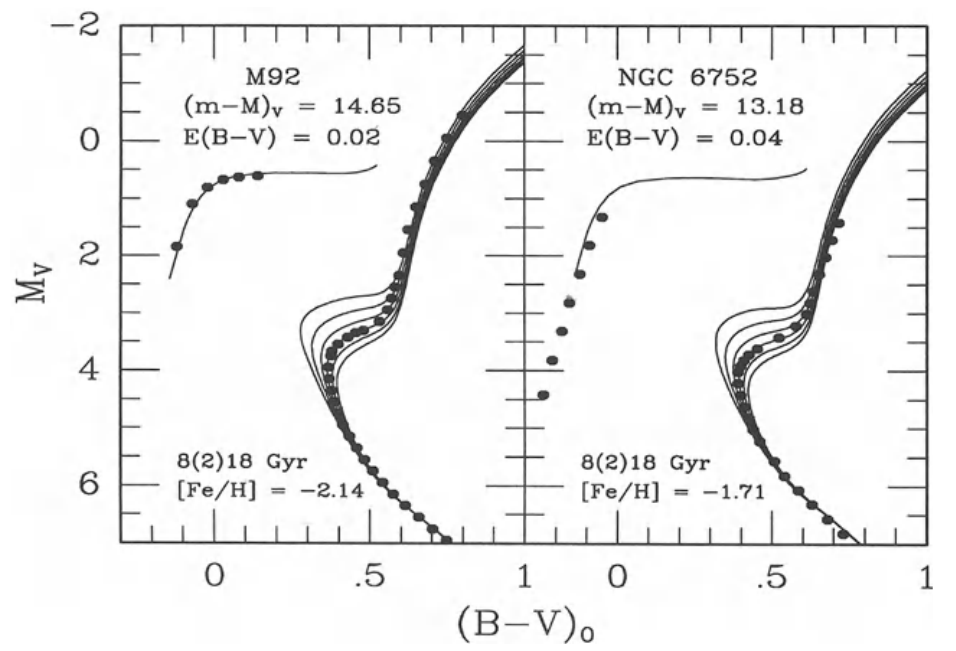 M92
(m−M)V = 14.65
E(B−V) = 0.02
8(2)18 Gyr
[Fe/H] = −2.14
NGC 6752
(m−M)V = 13.18
E(B−V) = 0.04
8(2)18 Gyr
[Fe/H] = −1.71
−2
0
2
4
6
MV
0 .5 1 0 .5 1
(B−V)0